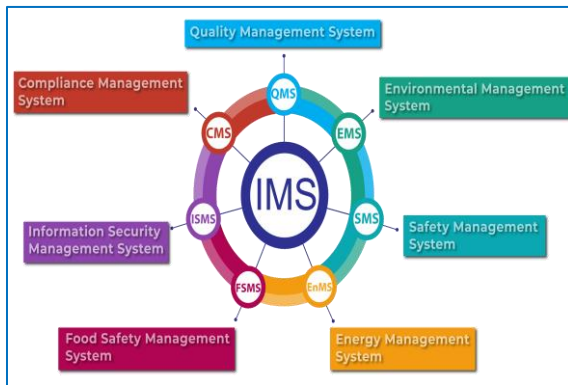 Quality Management System
Compliance Management
System
QMS
Environmental Management
System
CMS
EMS
IMS
ISMS
SMS
Information Security
Management System
Safety Management
System
FSMS
EnMS
Food Safety Management
System
Energy Management
System